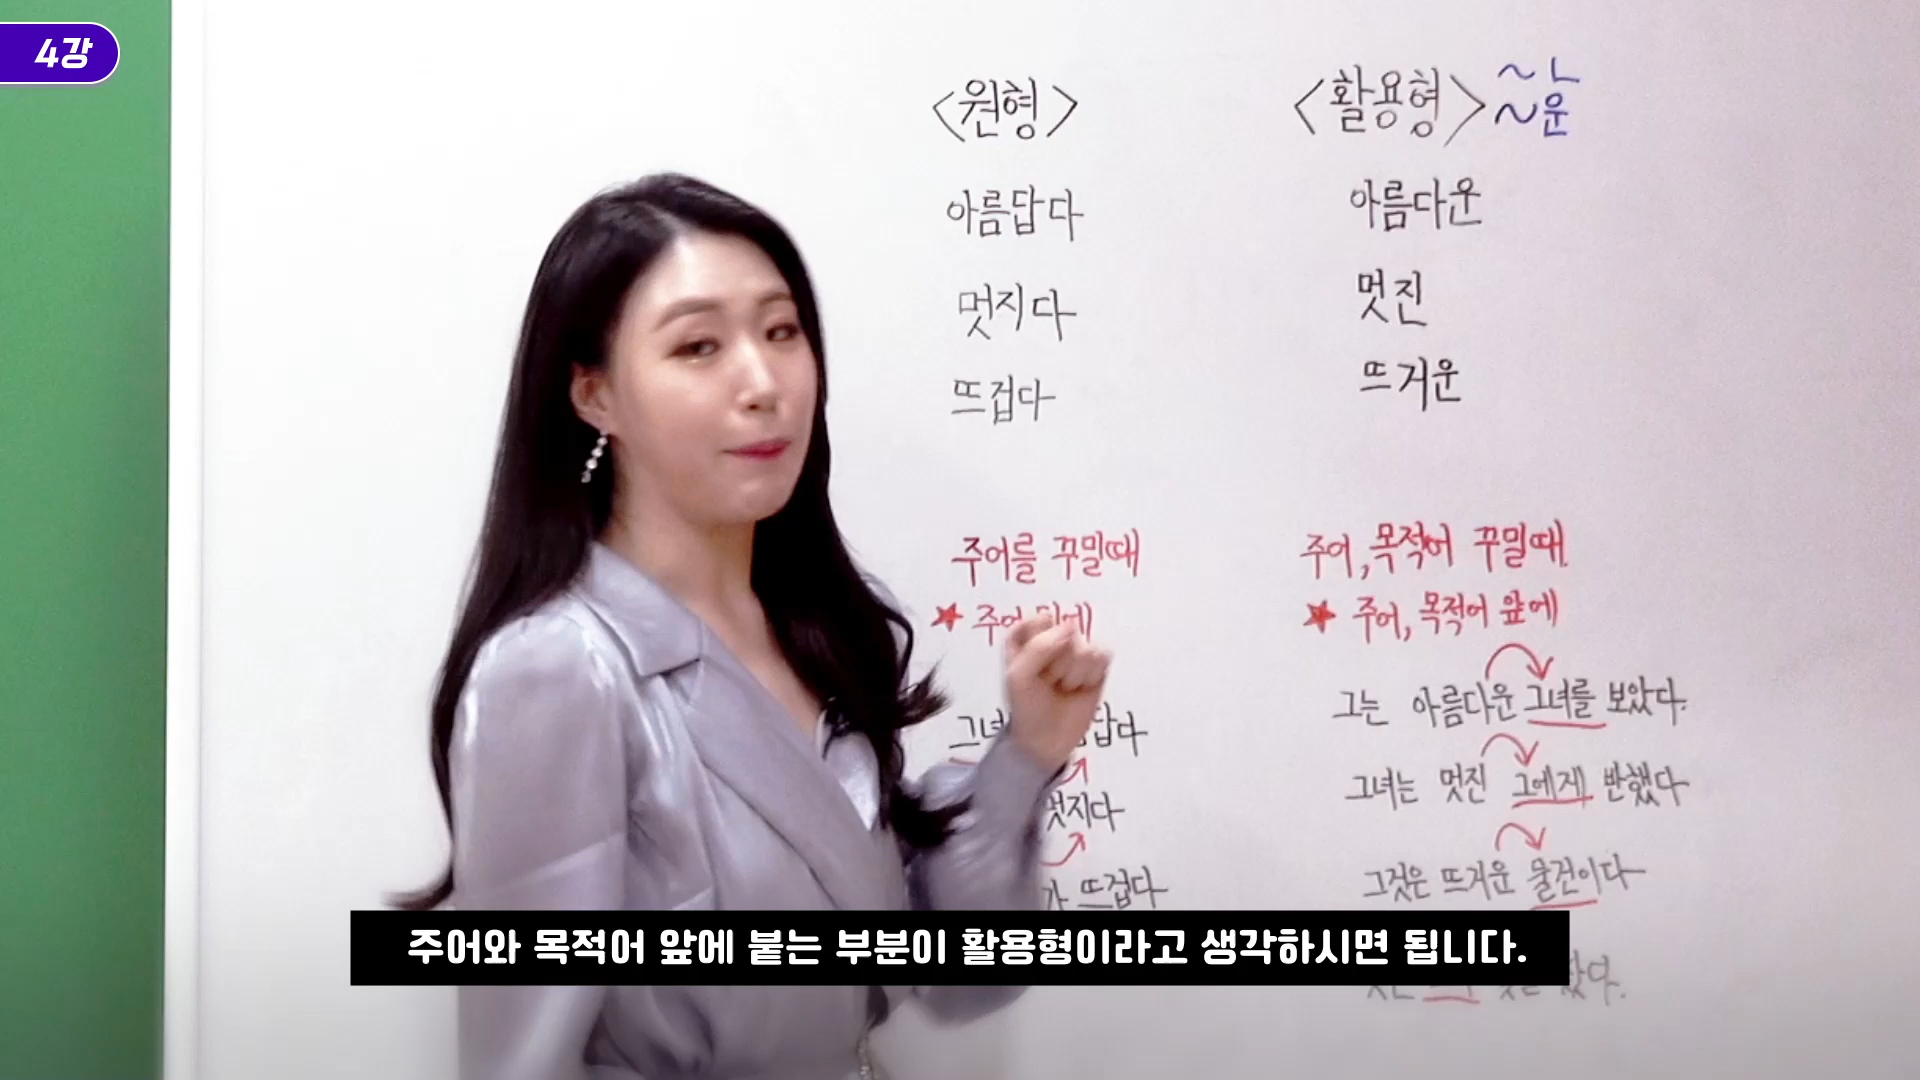 4강
<원형>
<활용형> ~ㄴ
~운
아름답다
아름다운
멋지다
멋진
뜨겁다
뜨거운
주어를 꾸밀때
주어, 목적어 꾸밀때
★ 주어
★ 주어, 목적어 앞에
그는 아름다운 그녀를 보았다.
그녀는 멋진 그에게 반했다
멋지다
그것은 뜨거운 물건이다
가 뜨겁다
주어와 목적어 앞에 붙는 부분이 활용형이라고 생각하시면 됩니다.